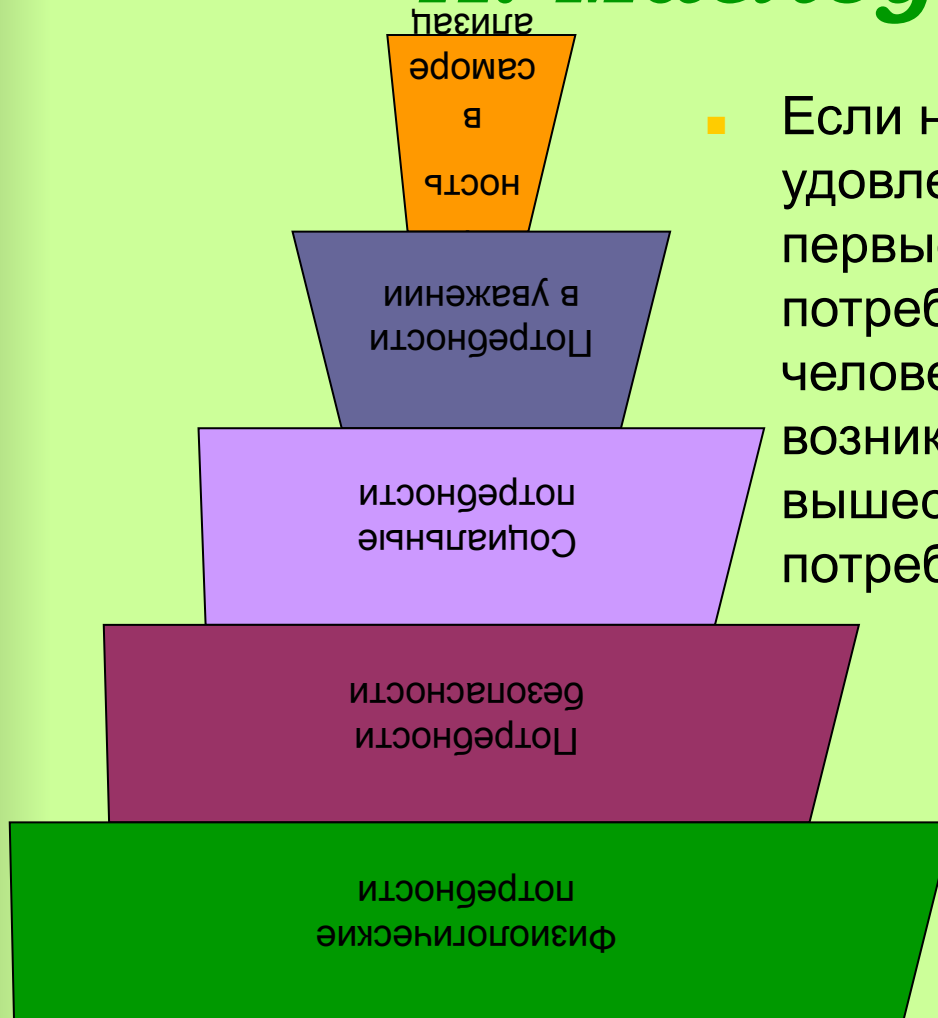 ность
в
саморе
ализац
Потребности
в уважении
Социальные
потребности
Потребности
безопасности
Физиологические
потребности
Если н
удовле
первы
потреб
челове
возник
вышес
потреб